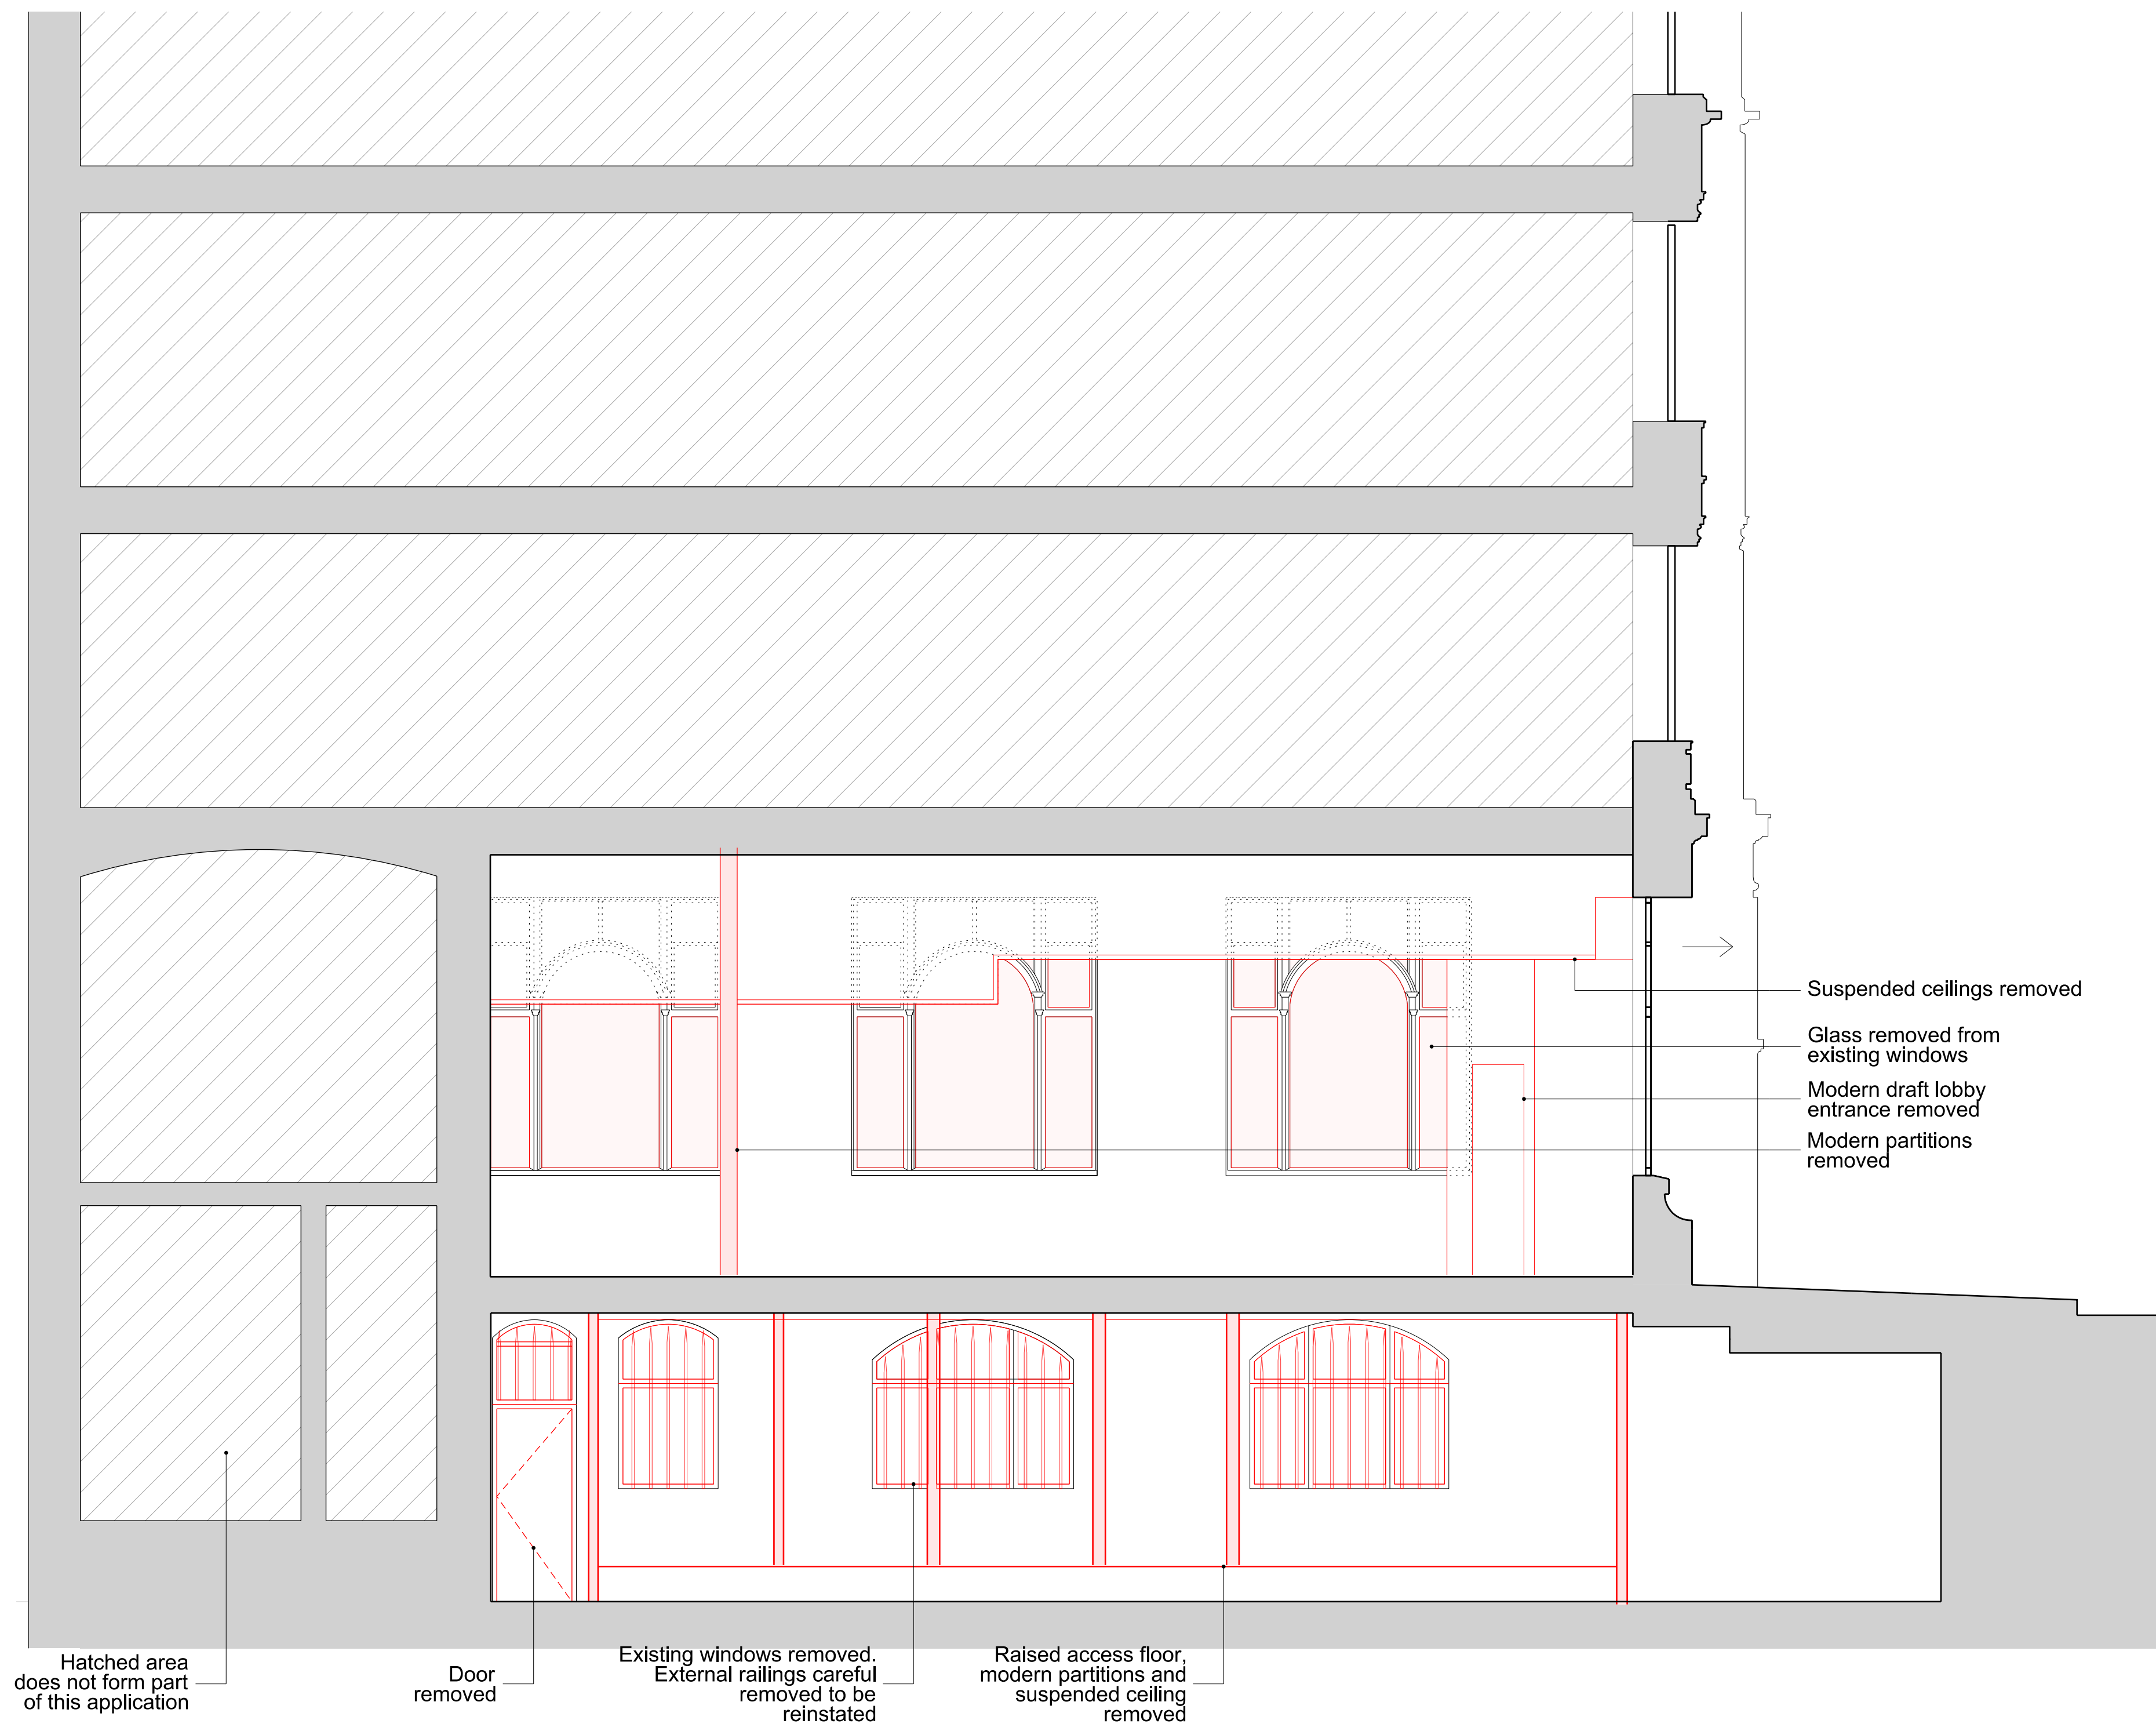 Suspended ceilings removed
Glass removed from
existing windows
Modern draft lobby
entrance removed
Modern partitions
removed
Hatched area
does not form part
of this application
Door
removed
Existing windows removed.
External railings careful
removed to be
reinstated
Raised access floor,
modern partitions and
suspended ceiling
removed